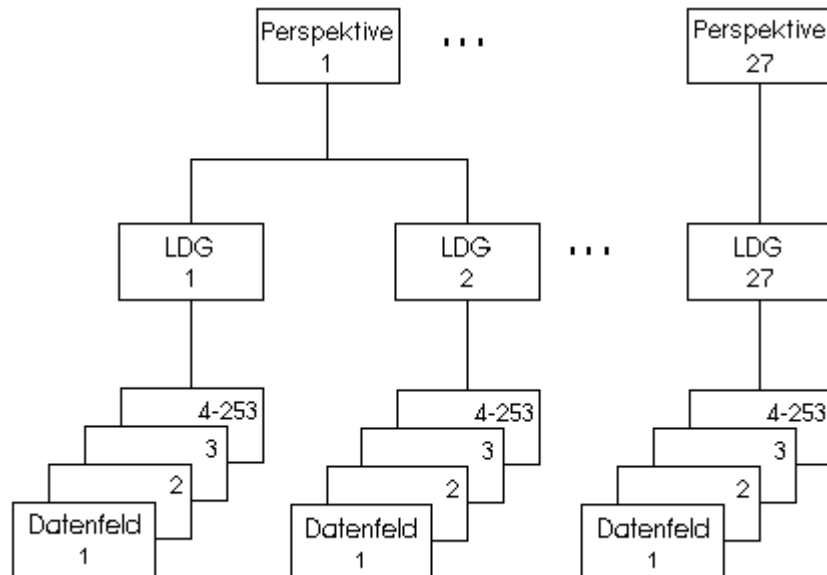 Perspektive
1
...
Perspektive
27
LDG
1
LDG
2
...
LDG
27
4-253
3
2
Datenfeld
1
4-253
3
2
Datenfeld
1
4-253
3
2
Datenfeld
1